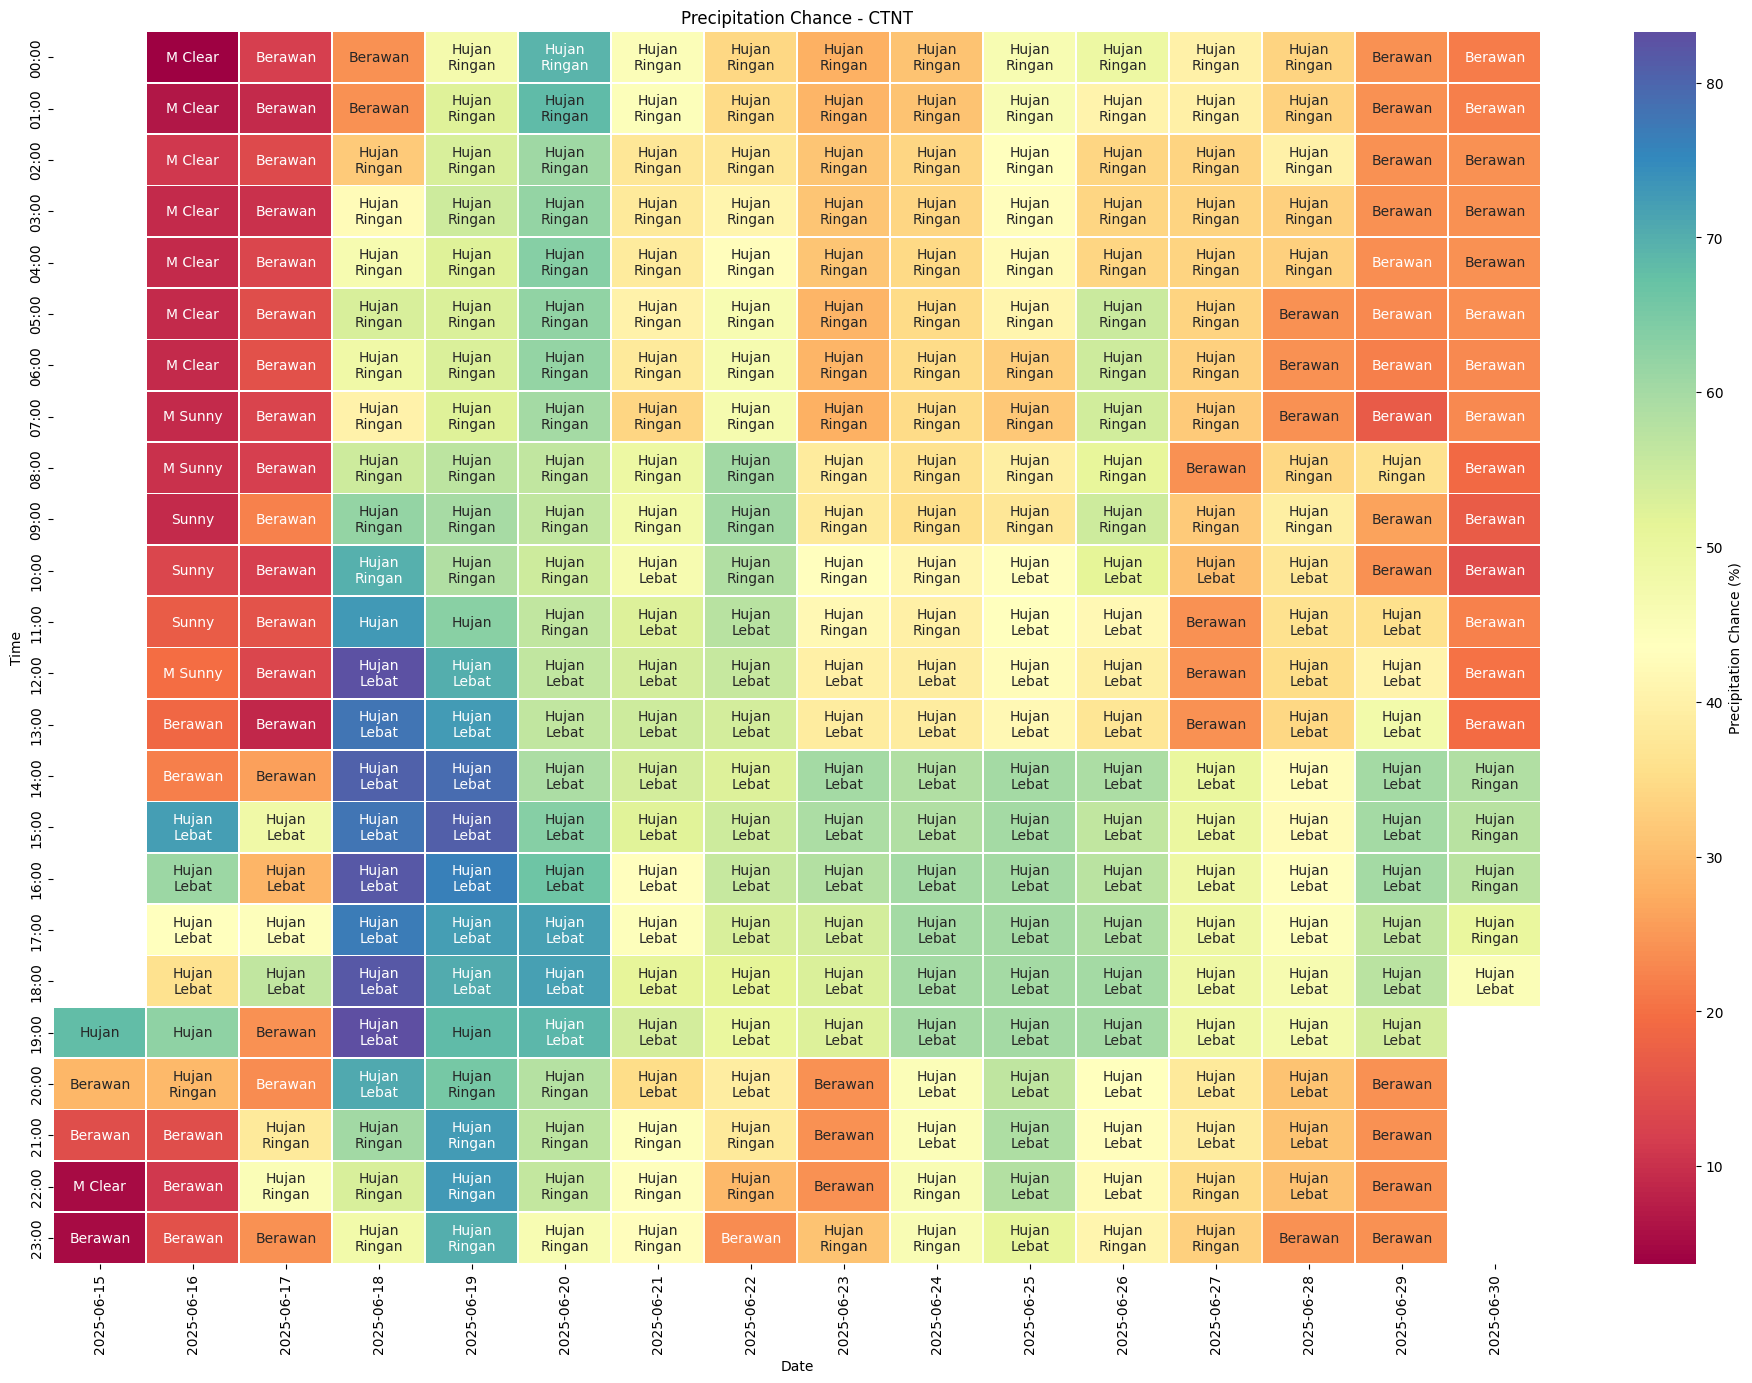 Precipitation Chance - CTNT
00:00 M Clear Berawan Berawan Hujan Ringan Hujan Ringan Hujan Ringan Hujan Ringan Hujan Ringan Hujan Ringan Hujan Ringan Hujan Ringan Hujan Ringan Hujan Ringan Berawan Berawan
01:00 M Clear Berawan Berawan Hujan Ringan Hujan Ringan Hujan Ringan Hujan Ringan Hujan Ringan Hujan Ringan Hujan Ringan Hujan Ringan Hujan Ringan Hujan Ringan Berawan Berawan
02:00 M Clear Berawan Hujan Ringan Hujan Ringan Hujan Ringan Hujan Ringan Hujan Ringan Hujan Ringan Hujan Ringan Hujan Ringan Hujan Ringan Hujan Ringan Hujan Ringan Berawan Berawan
03:00 M Clear Berawan Hujan Ringan Hujan Ringan Hujan Ringan Hujan Ringan Hujan Ringan Hujan Ringan Hujan Ringan Hujan Ringan Hujan Ringan Hujan Ringan Hujan Ringan Berawan Berawan
04:00 M Clear Berawan Hujan Ringan Hujan Ringan Hujan Ringan Hujan Ringan Hujan Ringan Hujan Ringan Hujan Ringan Hujan Ringan Hujan Ringan Hujan Ringan Hujan Ringan Berawan Berawan
05:00 M Clear Berawan Hujan Ringan Hujan Ringan Hujan Ringan Hujan Ringan Hujan Ringan Hujan Ringan Hujan Ringan Hujan Ringan Hujan Ringan Hujan Ringan Berawan Berawan Berawan
06:00 M Clear Berawan Hujan Ringan Hujan Ringan Hujan Ringan Hujan Ringan Hujan Ringan Hujan Ringan Hujan Ringan Hujan Ringan Hujan Ringan Hujan Ringan Berawan Berawan Berawan
07:00 M Sunny Berawan Hujan Ringan Hujan Ringan Hujan Ringan Hujan Ringan Hujan Ringan Hujan Ringan Hujan Ringan Hujan Ringan Hujan Ringan Hujan Ringan Berawan Berawan Berawan
08:00 M Sunny Berawan Hujan Ringan Hujan Ringan Hujan Ringan Hujan Ringan Hujan Ringan Hujan Ringan Hujan Ringan Hujan Ringan Hujan Ringan Berawan Hujan Ringan Hujan Ringan Berawan
09:00 Sunny Berawan Hujan Ringan Hujan Ringan Hujan Ringan Hujan Ringan Hujan Ringan Hujan Ringan Hujan Ringan Hujan Ringan Hujan Ringan Hujan Ringan Hujan Ringan Berawan Berawan
10:00 Sunny Berawan Hujan Ringan Hujan Ringan Hujan Ringan Hujan Lebat Hujan Ringan Hujan Ringan Hujan Ringan Hujan Lebat Hujan Lebat Hujan Lebat Hujan Lebat Berawan Berawan
11:00 Sunny Berawan Hujan Hujan Hujan Ringan Hujan Lebat Hujan Lebat Hujan Ringan Hujan Ringan Hujan Lebat Hujan Lebat Berawan Hujan Lebat Hujan Lebat Berawan
12:00 M Sunny Berawan Hujan Lebat Hujan Lebat Hujan Lebat Hujan Lebat Hujan Lebat Hujan Lebat Hujan Lebat Hujan Lebat Hujan Lebat Berawan Hujan Lebat Hujan Lebat Berawan
13:00 Berawan Berawan Hujan Lebat Hujan Lebat Hujan Lebat Hujan Lebat Hujan Lebat Hujan Lebat Hujan Lebat Hujan Lebat Hujan Lebat Berawan Hujan Lebat Hujan Lebat Berawan
14:00 Berawan Berawan Hujan Lebat Hujan Lebat Hujan Lebat Hujan Lebat Hujan Lebat Hujan Lebat Hujan Lebat Hujan Lebat Hujan Lebat Hujan Lebat Hujan Lebat Hujan Lebat Hujan Ringan
15:00 Hujan Lebat Hujan Lebat Hujan Lebat Hujan Lebat Hujan Lebat Hujan Lebat Hujan Lebat Hujan Lebat Hujan Lebat Hujan Lebat Hujan Lebat Hujan Lebat Hujan Lebat Hujan Lebat Hujan Ringan
16:00 Hujan Lebat Hujan Lebat Hujan Lebat Hujan Lebat Hujan Lebat Hujan Lebat Hujan Lebat Hujan Lebat Hujan Lebat Hujan Lebat Hujan Lebat Hujan Lebat Hujan Lebat Hujan Lebat Hujan Ringan
17:00 Hujan Lebat Hujan Lebat Hujan Lebat Hujan Lebat Hujan Lebat Hujan Lebat Hujan Lebat Hujan Lebat Hujan Lebat Hujan Lebat Hujan Lebat Hujan Lebat Hujan Lebat Hujan Lebat Hujan Ringan
18:00 Hujan Lebat Hujan Lebat Hujan Lebat Hujan Lebat Hujan Lebat Hujan Lebat Hujan Lebat Hujan Lebat Hujan Lebat Hujan Lebat Hujan Lebat Hujan Lebat Hujan Lebat Hujan Lebat Hujan Lebat
19:00 Hujan Hujan Berawan Hujan Lebat Hujan Hujan Lebat Hujan Lebat Hujan Lebat Hujan Lebat Hujan Lebat Hujan Lebat Hujan Lebat Hujan Lebat Hujan Lebat Hujan Lebat
20:00 Berawan Hujan Ringan Berawan Hujan Lebat Hujan Ringan Hujan Ringan Hujan Lebat Hujan Lebat Berawan Hujan Lebat Hujan Lebat Hujan Lebat Hujan Lebat Hujan Lebat Berawan
21:00 Berawan Berawan Hujan Ringan Hujan Ringan Hujan Ringan Hujan Ringan Hujan Ringan Hujan Ringan Berawan Hujan Lebat Hujan Lebat Hujan Lebat Hujan Lebat Hujan Lebat Berawan
22:00 M Clear Berawan Hujan Ringan Hujan Ringan Hujan Ringan Hujan Ringan Hujan Ringan Hujan Ringan Berawan Hujan Ringan Hujan Lebat Hujan Lebat Hujan Ringan Hujan Lebat Berawan
23:00 Berawan Berawan Berawan Hujan Ringan Hujan Ringan Hujan Ringan Hujan Ringan Berawan Hujan Ringan Hujan Ringan Hujan Lebat Hujan Ringan Hujan Ringan Berawan Berawan
2025-06-15 2025-06-16 2025-06-17 2025-06-18 2025-06-19 2025-06-20 2025-06-21 2025-06-22 2025-06-23 2025-06-24 2025-06-25 2025-06-26 2025-06-27 2025-06-28 2025-06-29 2025-06-30
Date
Time
80
70
60
50
40
30
20
10
Precipitation Chance (%)